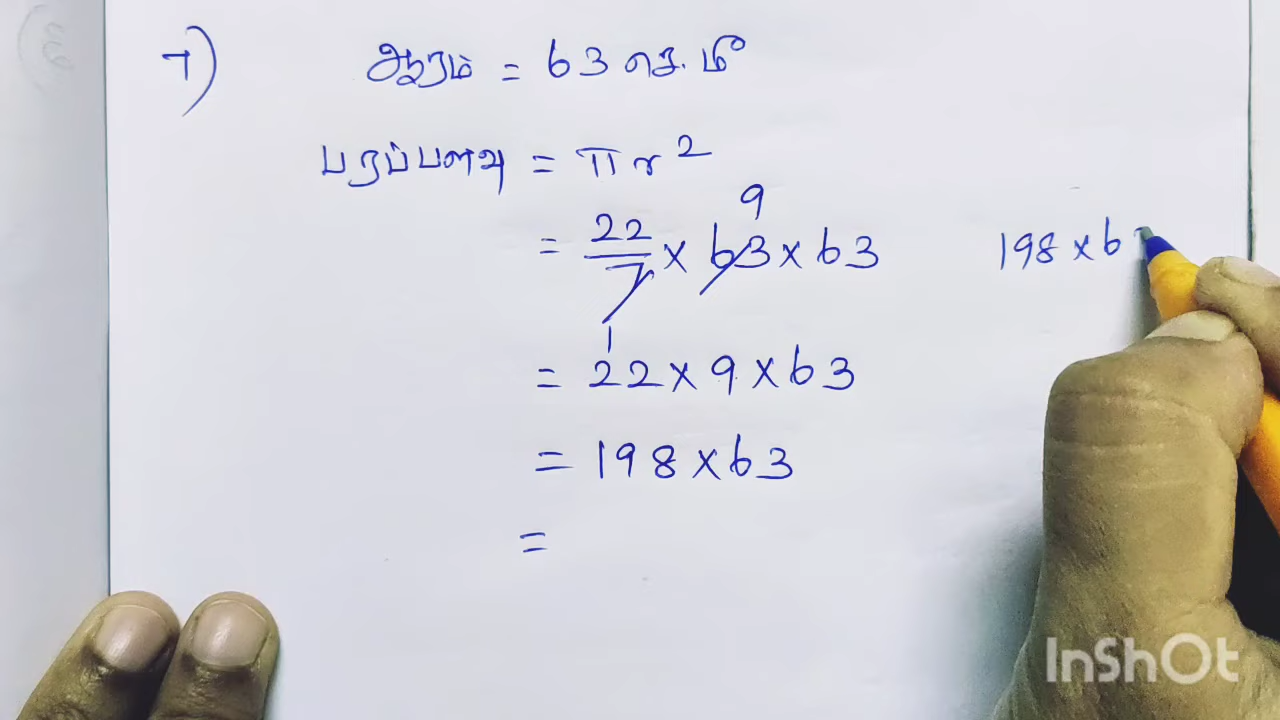 7) ஆரம் = 63 செ.மீ
பரப்பளவு = πr²
9
= 22/7 × 63 × 63
1
198 × 6
= 22 × 9 × 63
= 198 × 63
=
InShOt